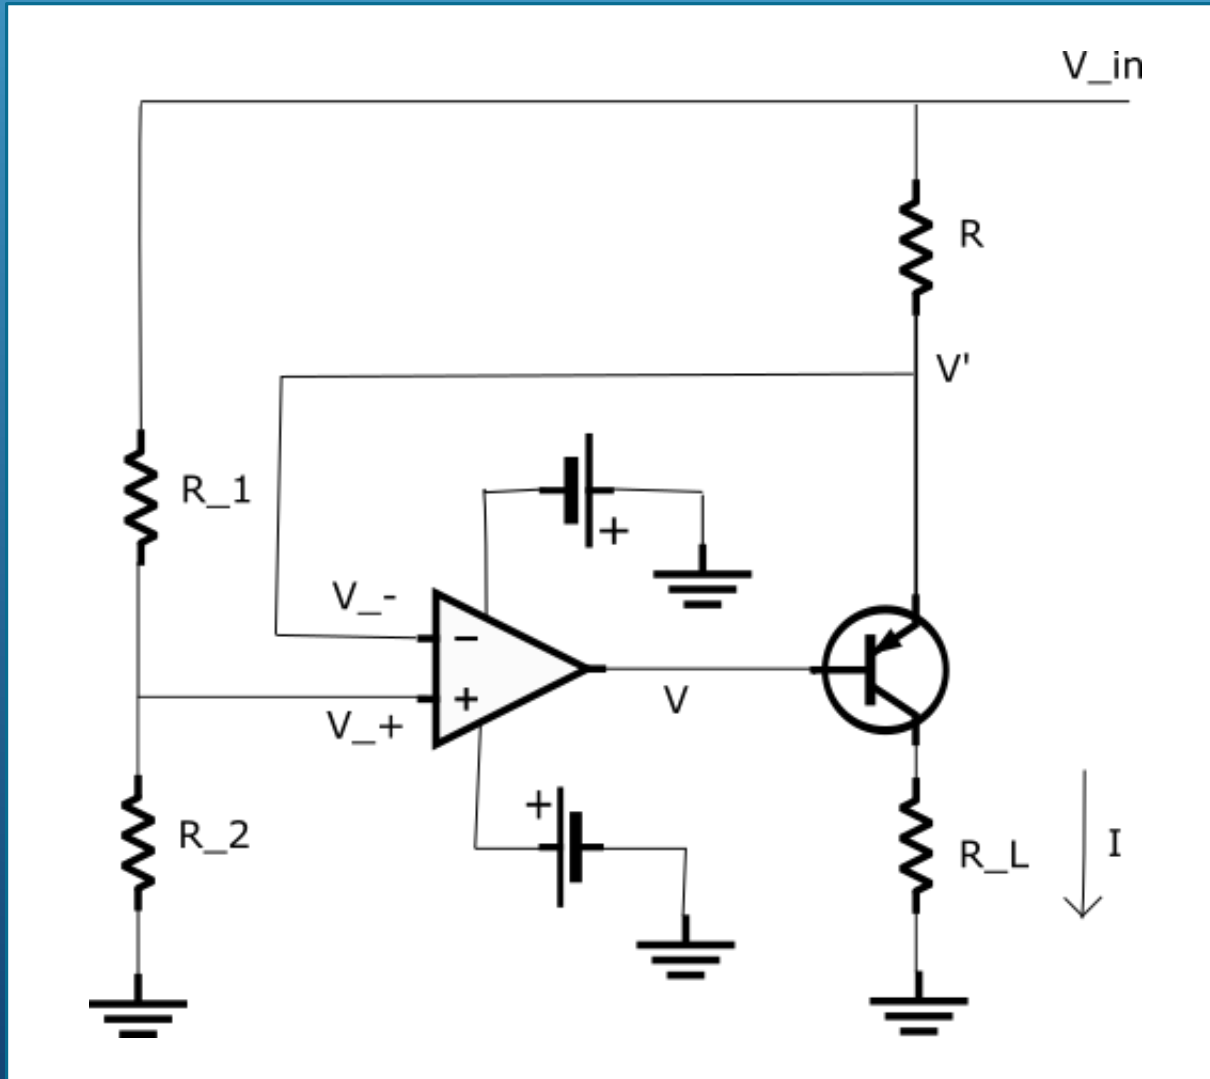 V_in
R
V'
R_1
+
V_-
−
+
V_+
V
+
R_2
R_L
I